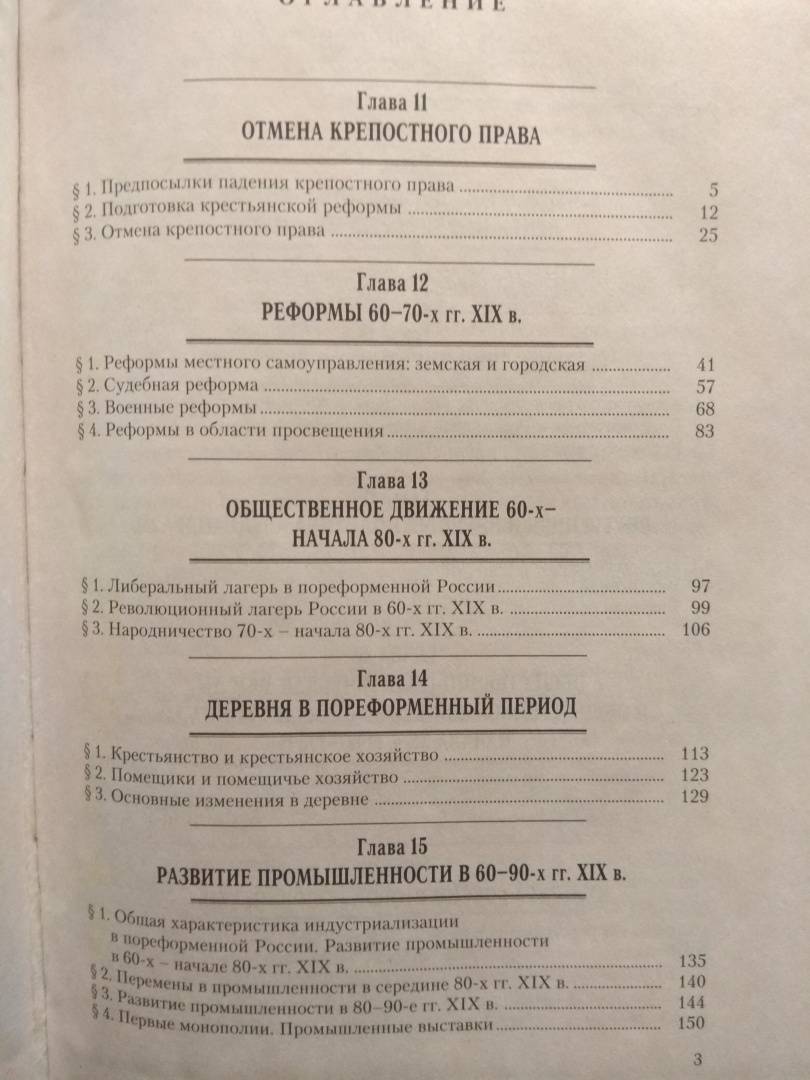 ОГЛАВЛЕНИЕ
Глава 11
ОТМЕНА КРЕПОСТНОГО ПРАВА
§ 1. Предпосылки падения крепостного права ........ 5
§ 2. Подготовка крестьянской реформы ........ 12
§ 3. Отмена крепостного права ........ 25
Глава 12
РЕФОРМЫ 60–70-х гг. XIX в.
§ 1. Реформы местного самоуправления: земская и городская ........ 41
§ 2. Судебная реформа ........ 57
§ 3. Военные реформы ........ 68
§ 4. Реформы в области просвещения ........ 83
Глава 13
ОБЩЕСТВЕННОЕ ДВИЖЕНИЕ 60-х–
НАЧАЛА 80-х гг. XIX в.
§ 1. Либеральный лагерь в пореформенной России ........ 97
§ 2. Революционный лагерь России в 60-х гг. XIX в. ........ 99
§ 3. Народничество 70-х – начала 80-х гг. XIX в. ........ 106
Глава 14
ДЕРЕВНЯ В ПОРЕФОРМЕННЫЙ ПЕРИОД
§ 1. Крестьянство и крестьянское хозяйство ........ 113
§ 2. Помещики и помещичье хозяйство ........ 123
§ 3. Основные изменения в деревне ........ 129
Глава 15
РАЗВИТИЕ ПРОМЫШЛЕННОСТИ В 60–90-х гг. XIX в.
§ 1. Общая характеристика индустриализации
в пореформенной России. Развитие промышленности
в 60-х – начале 80-х гг. XIX в. ........ 135
§ 2. Перемены в промышленности в середине 80-х гг. XIX в. ........ 140
§ 3. Развитие промышленности в 80–90-е гг. XIX в. ........ 144
§ 4. Первые монополии. Промышленные выставки ........ 150
3